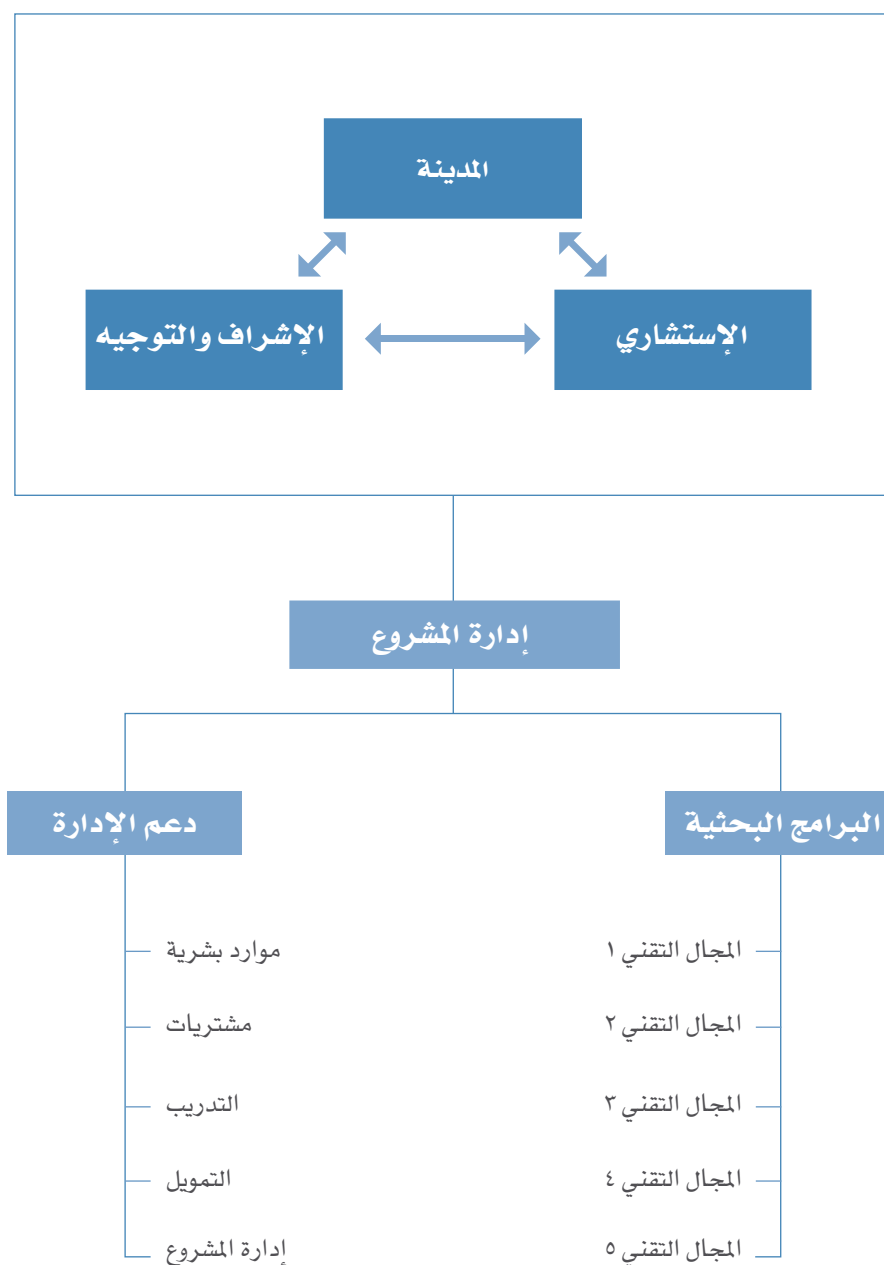 المدينة
الإستشاري
الإشراف والتوجيه
إدارة المشروع
البرامج البحثية
دعم الإدارة
المجال التقني ١
موارد بشرية
المجال التقني ٢
مشتريات
المجال التقني ٣
التدريب
المجال التقني ٤
التمويل
المجال التقني ٥
إدارة المشروع